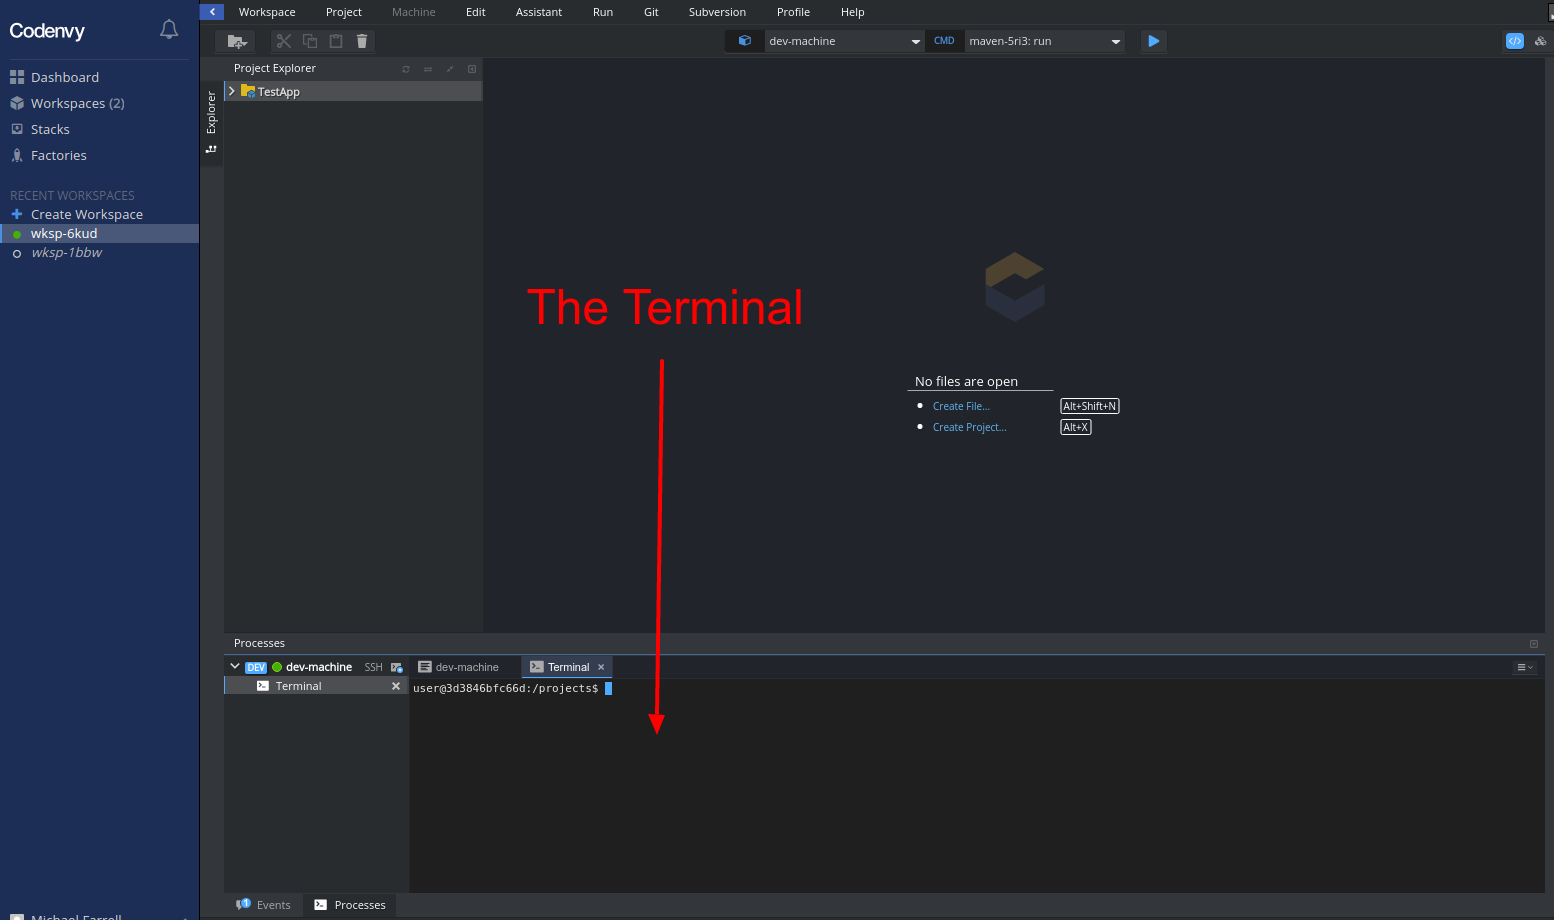 Codenvy
Dashboard
Workspaces (2)
Stacks
Factories
RECENT WORKSPACES
Create Workspace
wksp-6kud
wksp-1bbw
Michael Farrell
Workspace Project Machine Edit Assistant Run Git Subversion Profile Help
dev-machine CMD maven-5ri3: run
Project Explorer
Explorer
TestApp
The Terminal
No files are open
Create File... Alt+Shift+N
Create Project... Alt+X
Processes
DEV dev-machine SSH dev-machine Terminal ×
Terminal
user@3d3846bfc66d:/projects$
1 Events Processes